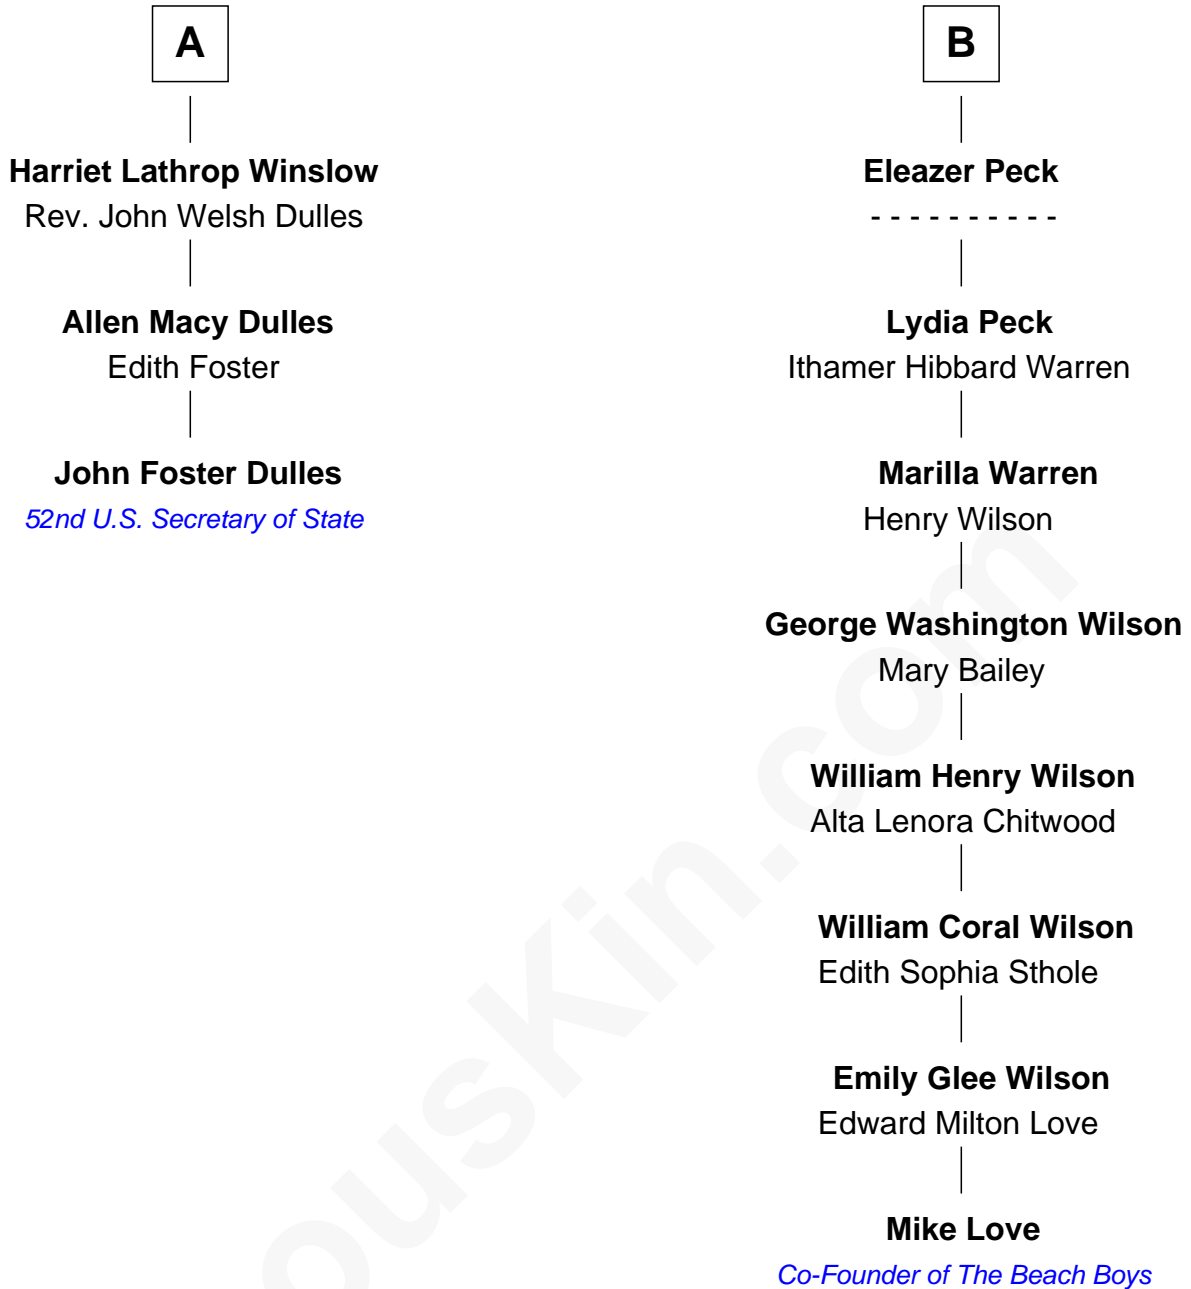 A
Harriet Lathrop Winslow
Rev. John Welsh Dulles
Allen Macy Dulles
Edith Foster
John Foster Dulles
52nd U.S. Secretary of State
B
Eleazer Peck
- - - - - - - - - -
Lydia Peck
Ithamer Hibbard Warren
Marilla Warren
Henry Wilson
George Washington Wilson
Mary Bailey
William Henry Wilson
Alta Lenora Chitwood
William Coral Wilson
Edith Sophia Sthole
Emily Glee Wilson
Edward Milton Love
Mike Love
Co-Founder of The Beach Boys
ousKin.com